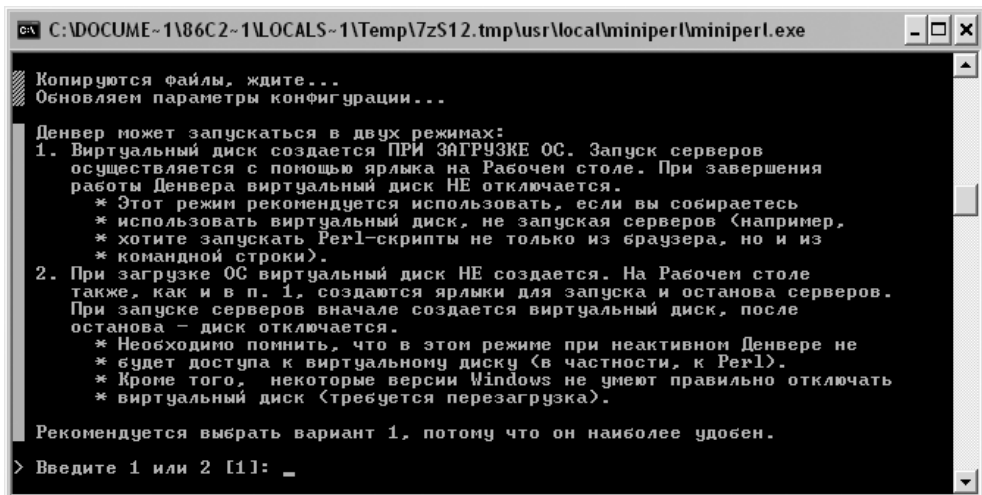 C:\DOCUME~1\86C2~1\LOCALS~1\Temp\7zS12.tmp\usr\local\miniperl\miniperl.exe
Копируются файлы, ждите...
Обновляем параметры конфигурации...
Денвер может запускаться в двух режимах:
1. Виртуальный диск создается ПРИ ЗАГРУЗКЕ ОС. Запуск серверов
осуществляется с помощью ярлыка на Рабочем столе. При завершения
работы Денвера виртуальный диск НЕ отключается.
* Этот режим рекомендуется использовать, если вы собираетесь
* использовать виртуальный диск, не запуская серверов (например,
* хотите запускать Perl-скрипты не только из браузера, но и из
* командной строки).
2. При загрузке ОС виртуальный диск НЕ создается. На Рабочем столе
также, как и в п. 1, создаются ярлыки для запуска и останова серверов.
При запуске серверов вначале создается виртуальный диск, после
останова — диск отключается.
* Необходимо помнить, что в этом режиме при неактивном Денвере не
* будет доступа к виртуальному диску (в частности, к Perl).
* Кроме того,  некоторые версии Windows не умеют правильно отключать
* виртуальный диск (требуется перезагрузка).
Рекомендуется выбрать вариант 1, потому что он наиболее удобен.
> Введите 1 или 2 [1]: _